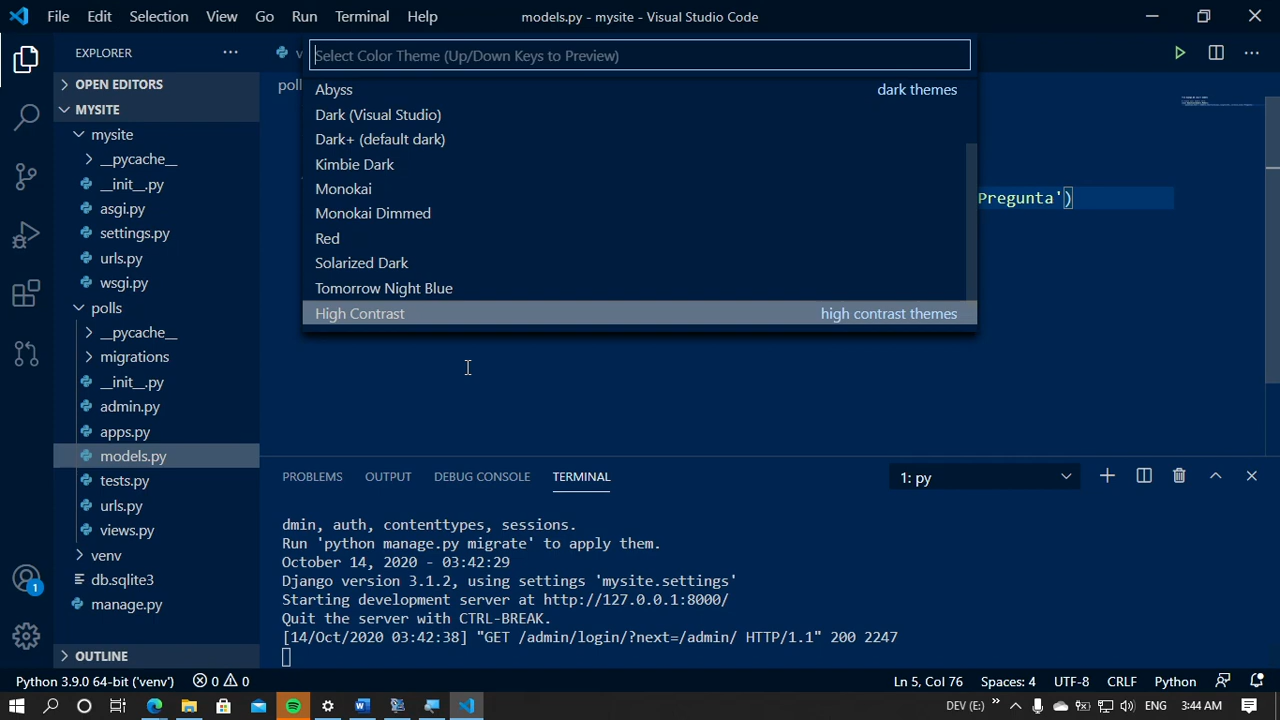 File Edit Selection View Go Run Terminal Help models.py - mysite - Visual Studio Code
EXPLORER
Select Color Theme (Up/Down Keys to Preview)
OPEN EDITORS
MYSITE
mysite
__pycache__
__init__.py
asgi.py
settings.py
urls.py
wsgi.py
polls
__pycache__
migrations
__init__.py
admin.py
apps.py
models.py
tests.py
urls.py
views.py
venv
db.sqlite3
manage.py
OUTLINE
Abyss dark themes
Dark (Visual Studio)
Dark+ (default dark)
Kimbie Dark
Monokai
Monokai Dimmed
Red
Solarized Dark
Tomorrow Night Blue
High Contrast high contrast themes
Pregunta')
PROBLEMS OUTPUT DEBUG CONSOLE TERMINAL 1: py
dmin, auth, contenttypes, sessions.
Run 'python manage.py migrate' to apply them.
October 14, 2020 - 03:42:29
Django version 3.1.2, using settings 'mysite.settings'
Starting development server at http://127.0.0.1:8000/
Quit the server with CTRL-BREAK.
[14/Oct/2020 03:42:38] "GET /admin/login/?next=/admin/ HTTP/1.1" 200 2247
1
Python 3.9.0 64-bit ('venv') 0 0 Ln 5, Col 76 Spaces: 4 UTF-8 CRLF Python
DEV (E:) 3:44 AM